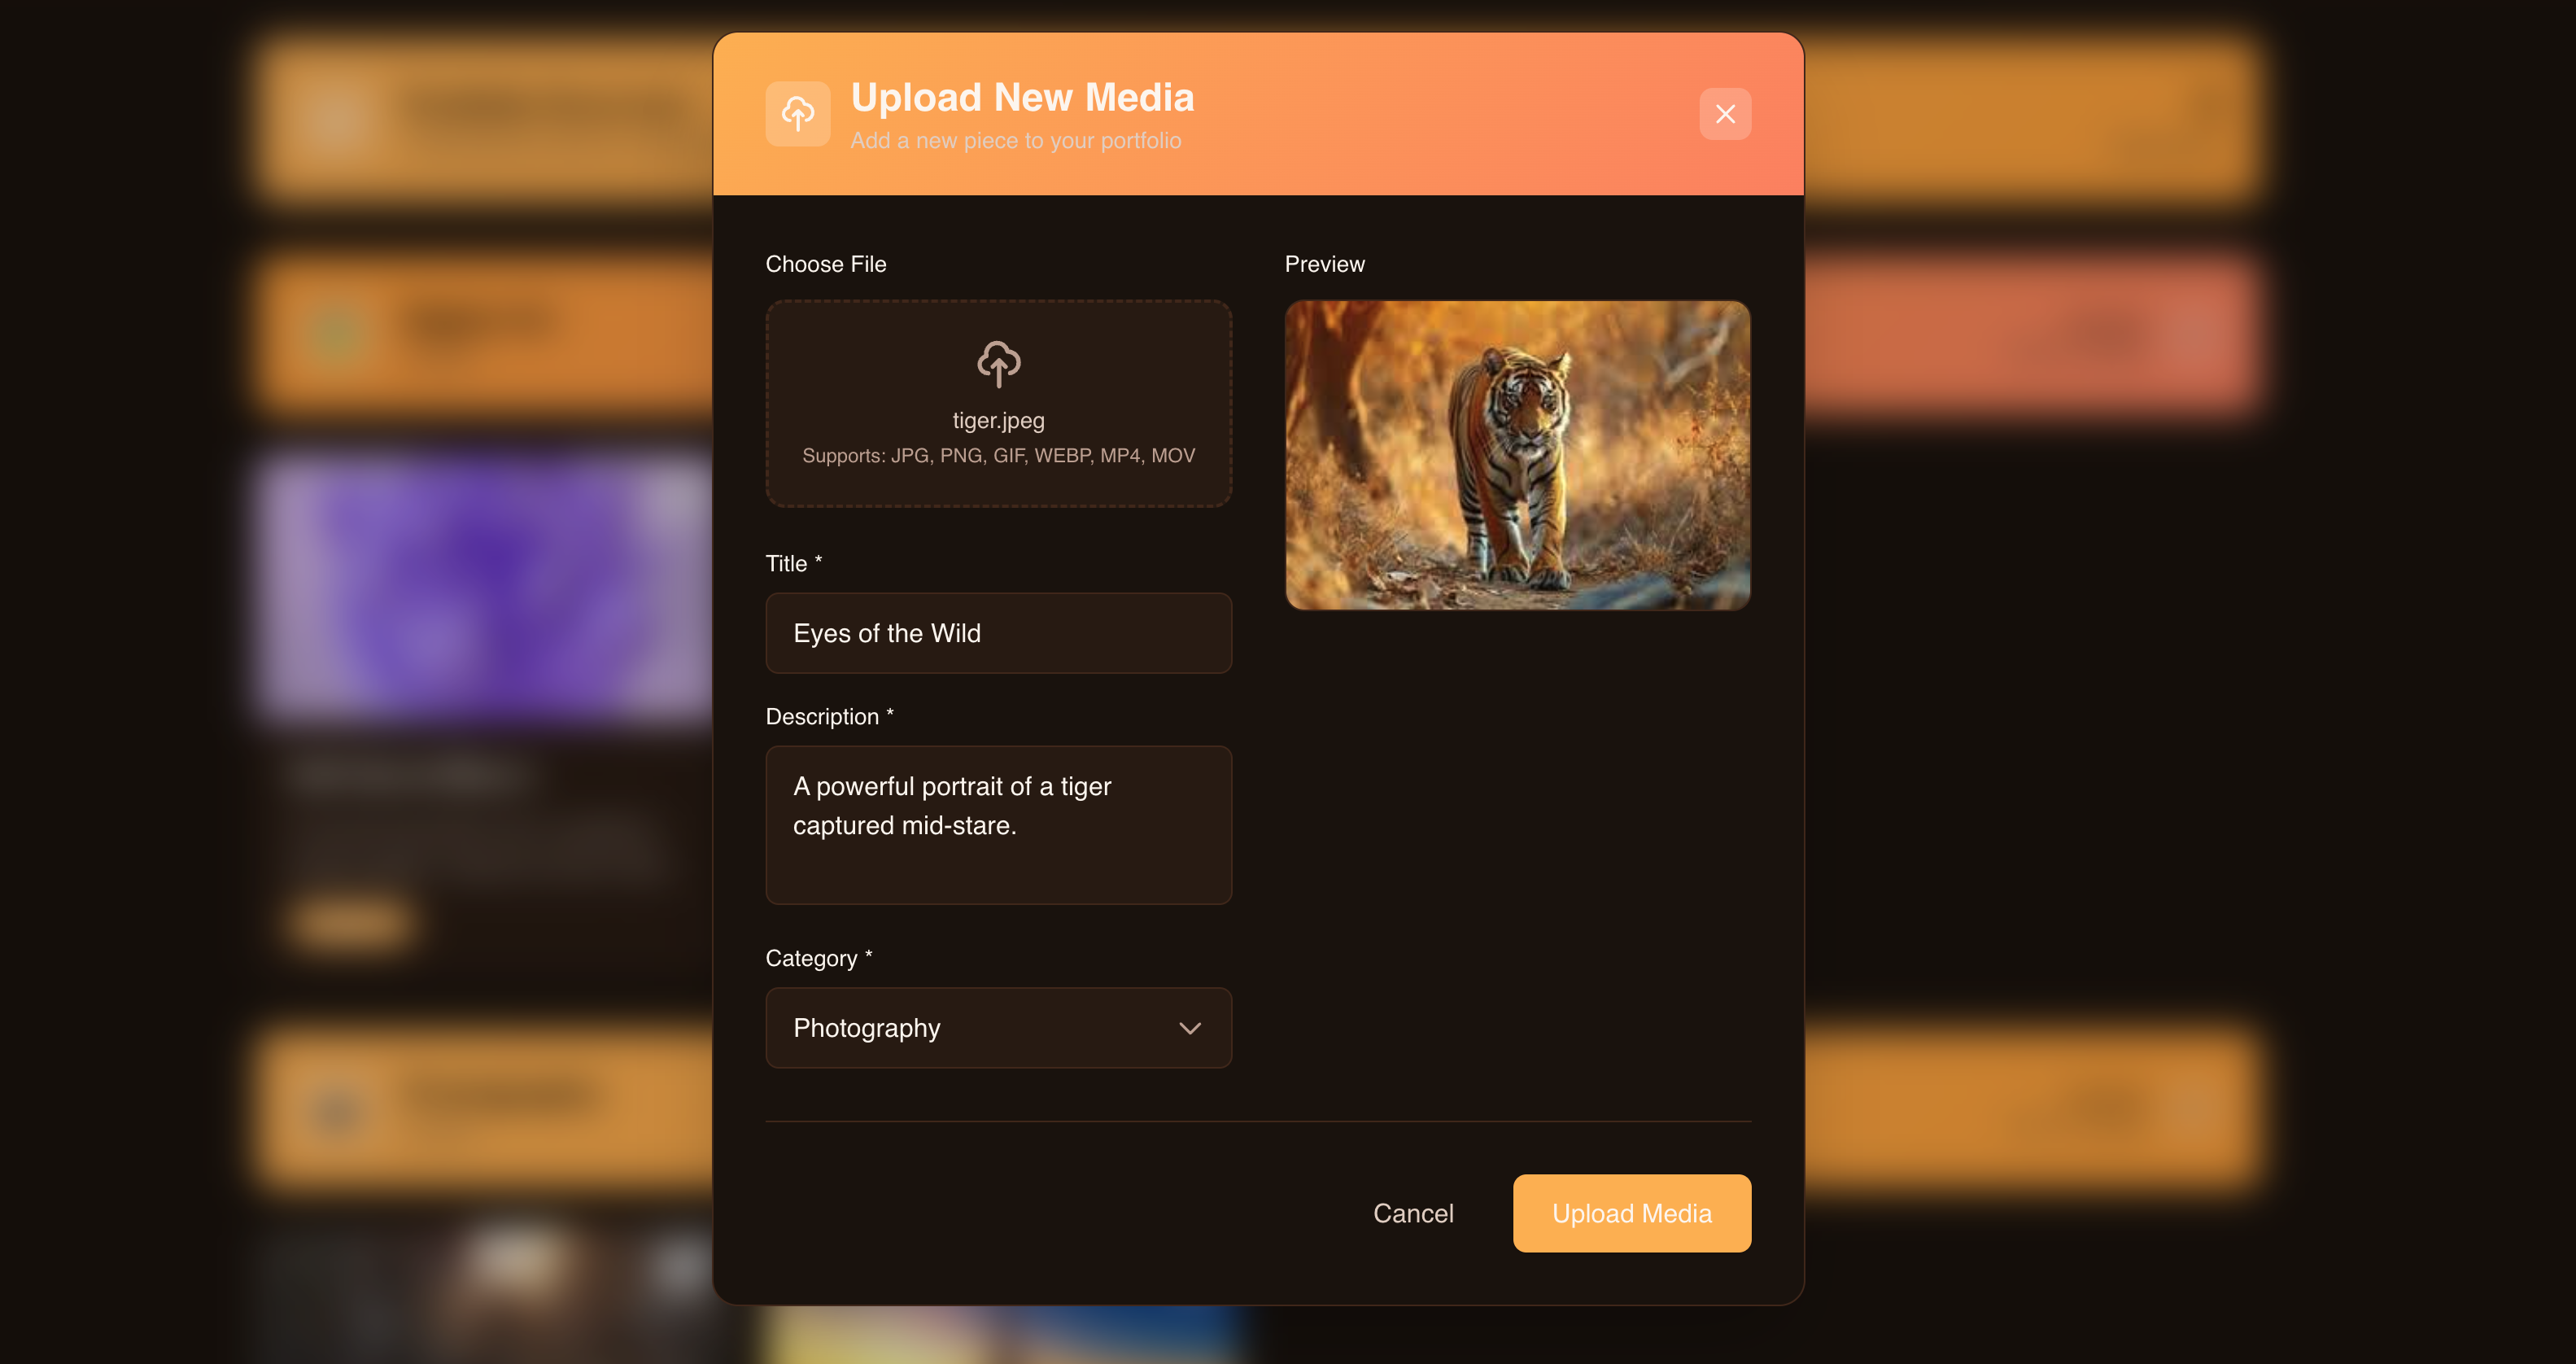 Upload New Media
Add a new piece to your portfolio
Choose File
tiger.jpeg
Supports: JPG, PNG, GIF, WEBP, MP4, MOV
Title *
Eyes of the Wild
Description *
A powerful portrait of a tiger
captured mid-stare.
Category *
Photography
Preview
Cancel
Upload Media